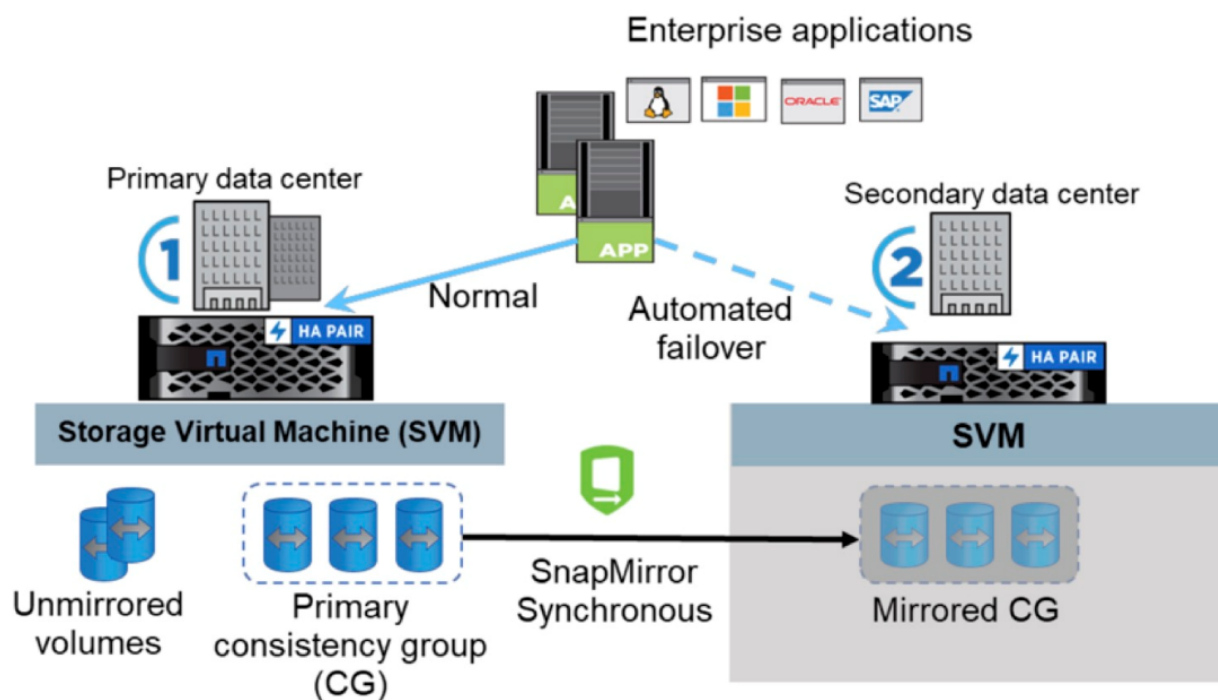 Enterprise applications
ORACLE
SAP
Primary data center
1
APP
Secondary data center
2
Normal
Automated
failover
HA PAIR
HA PAIR
Storage Virtual Machine (SVM)
SVM
Unmirrored
volumes
Primary
consistency group
(CG)
SnapMirror
Synchronous
Mirrored CG